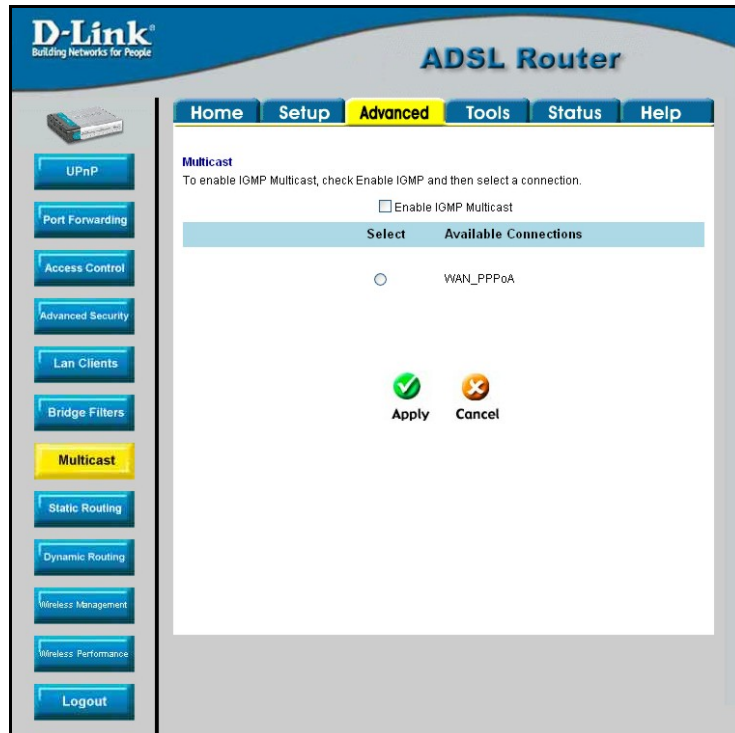 D-Link®
Building Networks for People
ADSL Router
Home Setup Advanced Tools Status Help
UPnP
Port Forwarding
Access Control
Advanced Security
Lan Clients
Bridge Filters
Multicast
Static Routing
Dynamic Routing
Wireless Management
Wireless Performance
Logout
Multicast
To enable IGMP Multicast, check Enable IGMP and then select a connection.
Enable IGMP Multicast
Select Available Connections
WAN_PPPoA
Apply Cancel